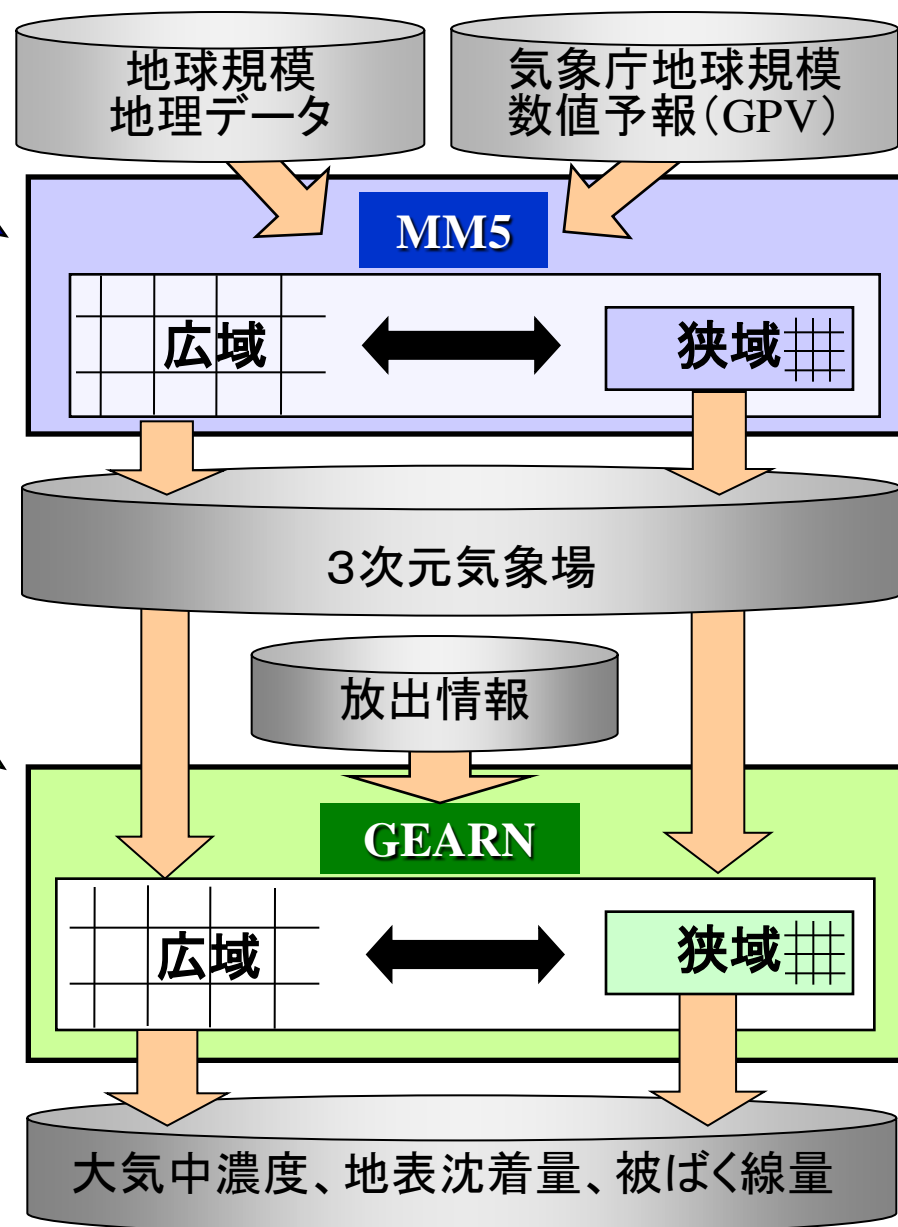 地球規模
地理データ
気象庁地球規模
数値予報(GPV)
MM5
広域
狭域
3次元気象場
放出情報
GEARN
広域
狭域
大気中濃度、地表沈着量、被ばく線量